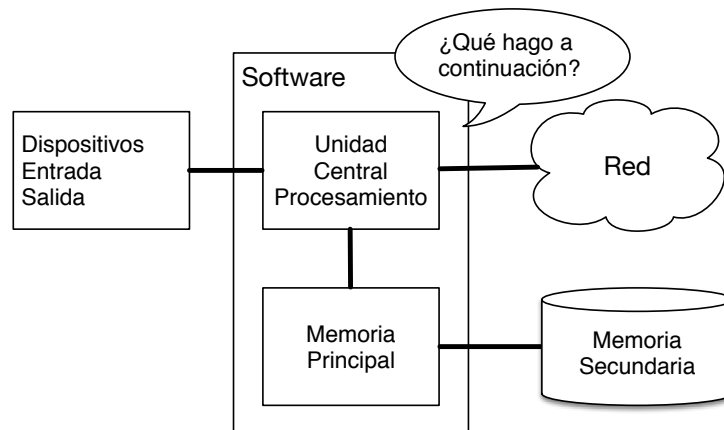 ¿Qué hago a
continuación?
Software
Dispositivos
Entrada
Salida
Unidad
Central
Procesamiento
Red
Memoria
Principal
Memoria
Secundaria